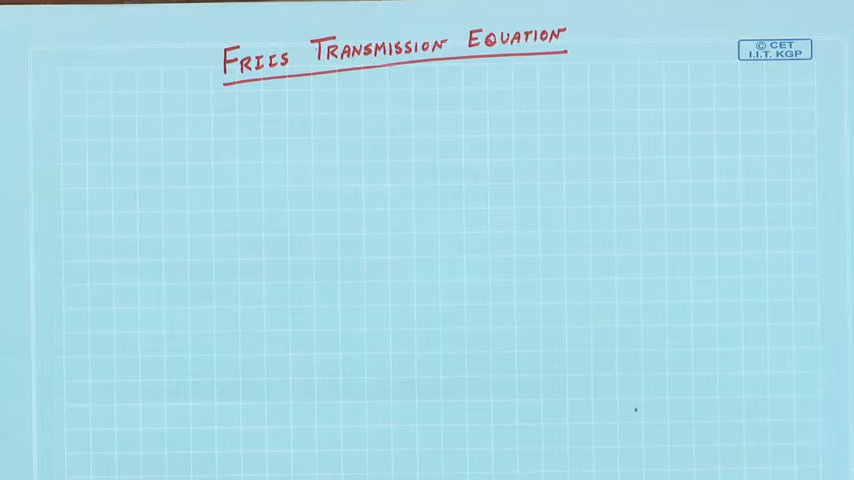 FRIIS TRANSMISSION EQUATION
© CET
I.I.T. KGP